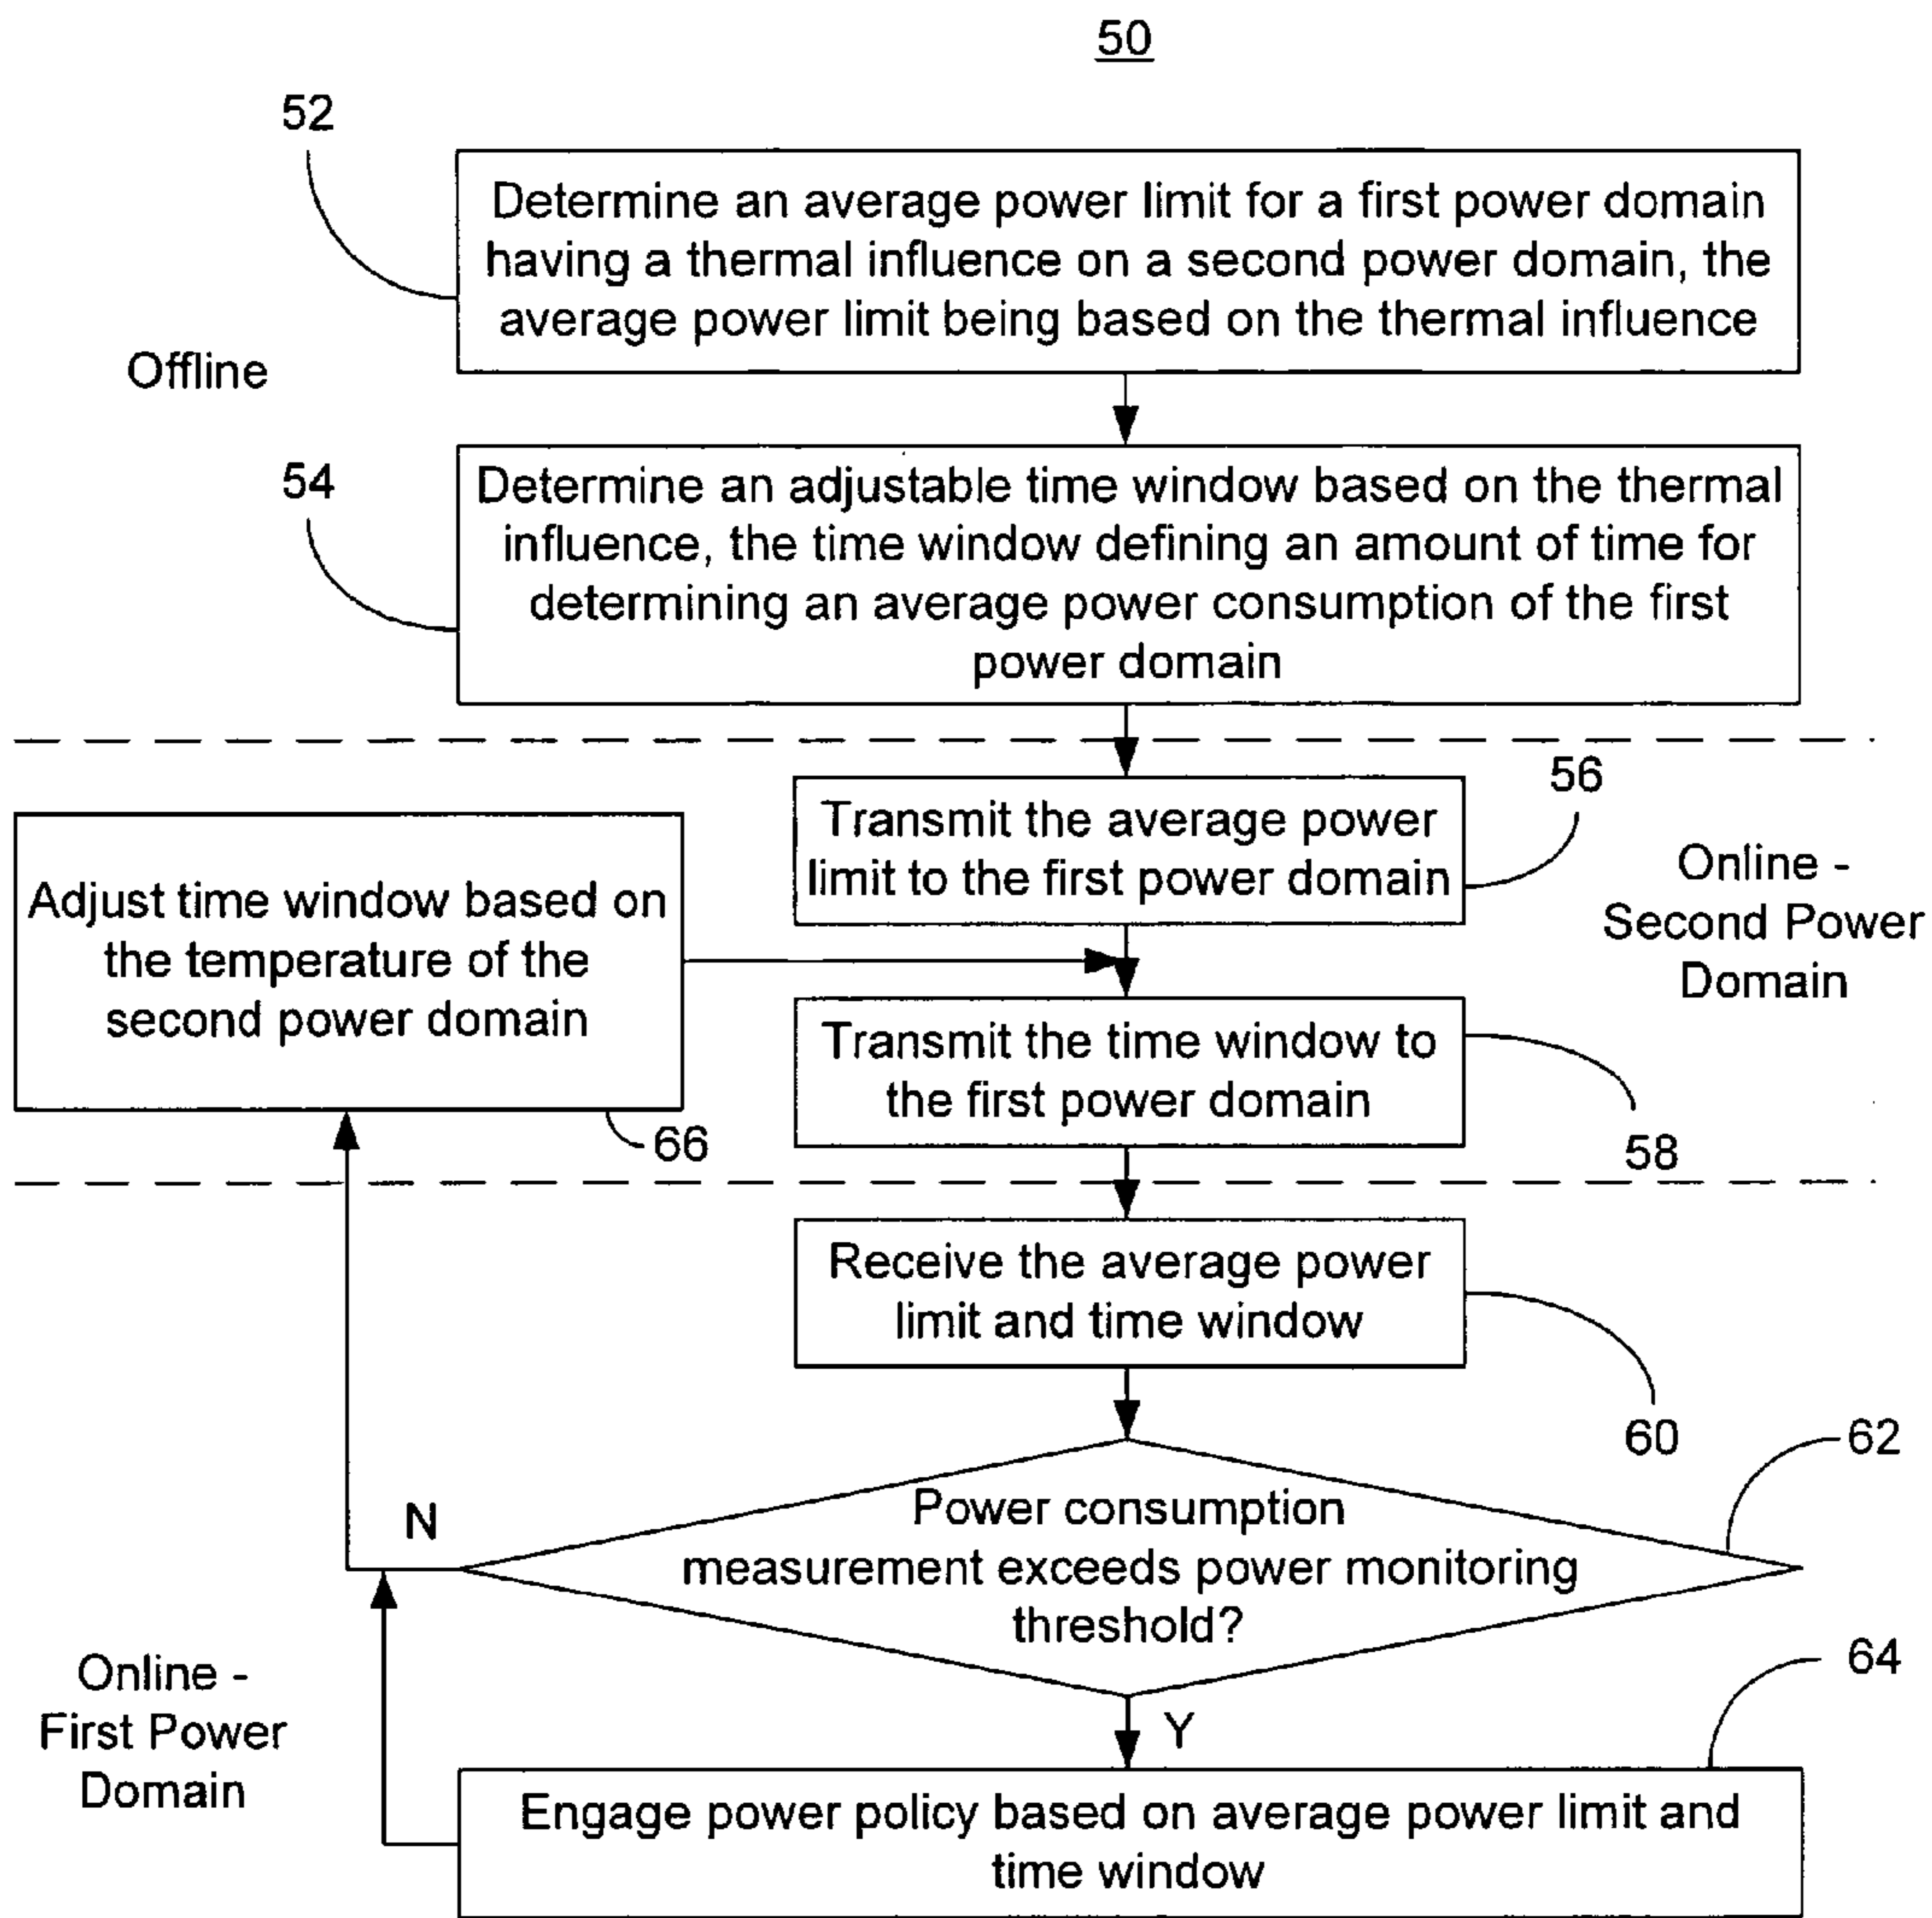 50
52
Determine an average power limit for a first power domain
having a thermal influence on a second power domain, the
average power limit being based on the thermal influence
Offline
54
Determine an adjustable time window based on the thermal
influence, the time window defining an amount of time for
determining an average power consumption of the first
power domain
56
Transmit the average power
limit to the first power domain
Online -
Second Power
Domain
Adjust time window based on
the temperature of the
second power domain
66
Transmit the time window to
the first power domain
58
Receive the average power
limit and time window
60
62
N
Power consumption
measurement exceeds power monitoring
threshold?
Y
64
Online -
First Power
Domain
Engage power policy based on average power limit and
time window